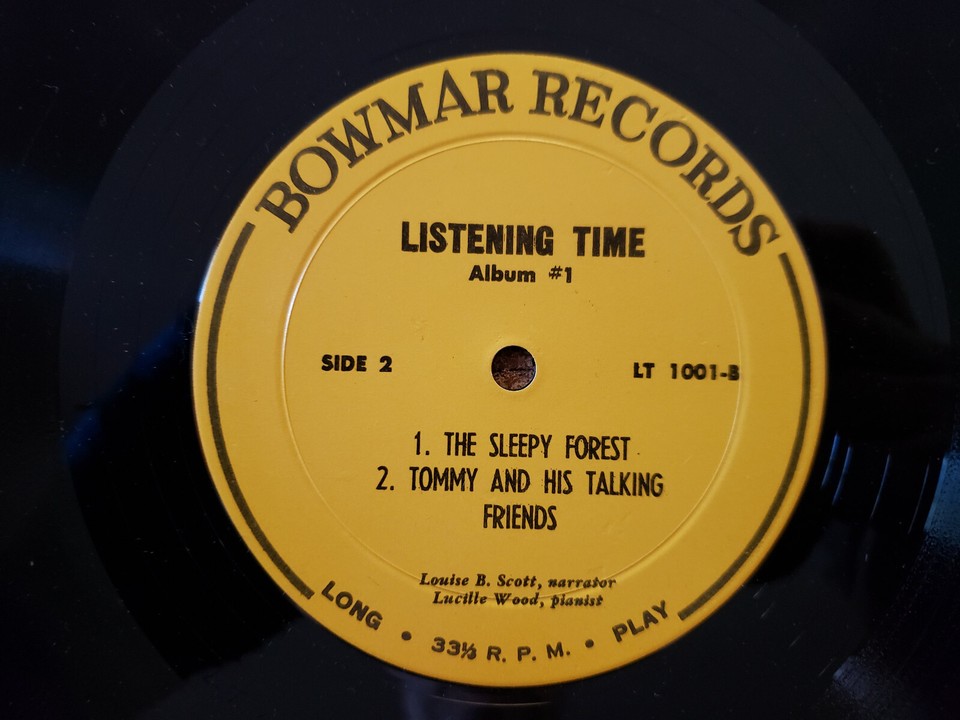 BOWMAR RECORDS
LISTENING TIME
Album #1
SIDE 2
LT 1001-B
1. THE SLEEPY FOREST
2. TOMMY AND HIS TALKING
FRIENDS
Louise B. Scott, narrator
Lucille Wood, pianist
LONG • 33⅓ R. P. M. • PLAY